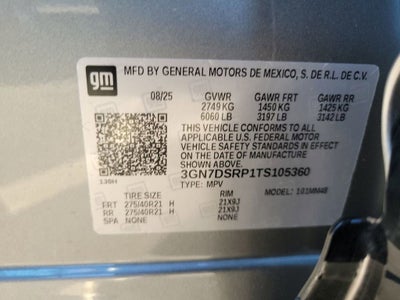 gm
MFD BY GENERAL MOTORS DE MEXICO, S. DE R.L. DE C.V.
08/25 GVWR GAWR FRT GAWR RR
2749 KG 1450 KG 1425 KG
6060 LB 3197 LB 3142 LB
THIS VEHICLE CONFORMS TO ALL
APPLICABLE U.S. FEDERAL MOTOR
VEHICLE SAFETY STANDARDS IN EFFECT
ON THE DATE OF MANUFACTURE
SHOWN ABOVE.
3GN7DSRP1TS105360
TYPE: MPV MODEL: 101MM48
TIRE SIZE RIM
FRT 275/40R21 H 21X9J
RR 275/40R21 H 21X9J
SPA NONE NONE